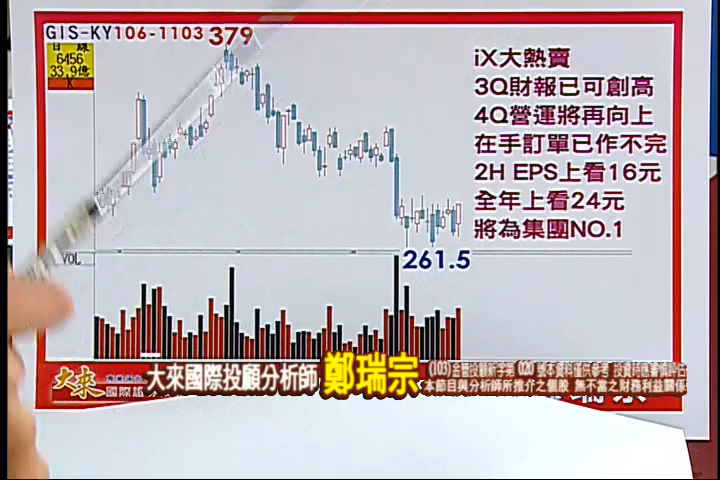 GIS-KY106-1103 379
日線
6456
33.9億
K
iX大熱賣
3Q財報已可創高
4Q營運將再向上
在手訂單已作不完
2H EPS上看16元
全年上看24元
將為集團NO.1
VOL
261.5
大來
國際
大來國際投顧分析師 鄭瑞宗
(103)金管投顧新字第 020 號本資料僅供參考 投資時應審慎評估
本節目與分析師所推介之個股 無不當之財務利益關係